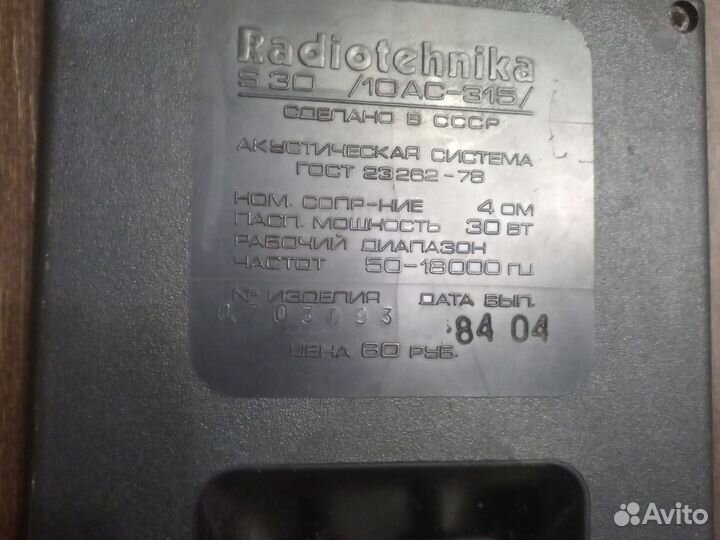 Radiotehnika
S 30 /10АС-315/
СДЕЛАНО В СССР
АКУСТИЧЕСКАЯ СИСТЕМА
ГОСТ 23262-78
НОМ. СОПР-НИЕ 4 ОМ
ПАСП. МОЩНОСТЬ 30 ВТ
РАБОЧИЙ ДИАПАЗОН
ЧАСТОТ 50-18000 ГЦ
№ ИЗДЕЛИЯ ДАТА ВЫП.
0703093 84 04
ЦЕНА 60 РУБ.
Avito